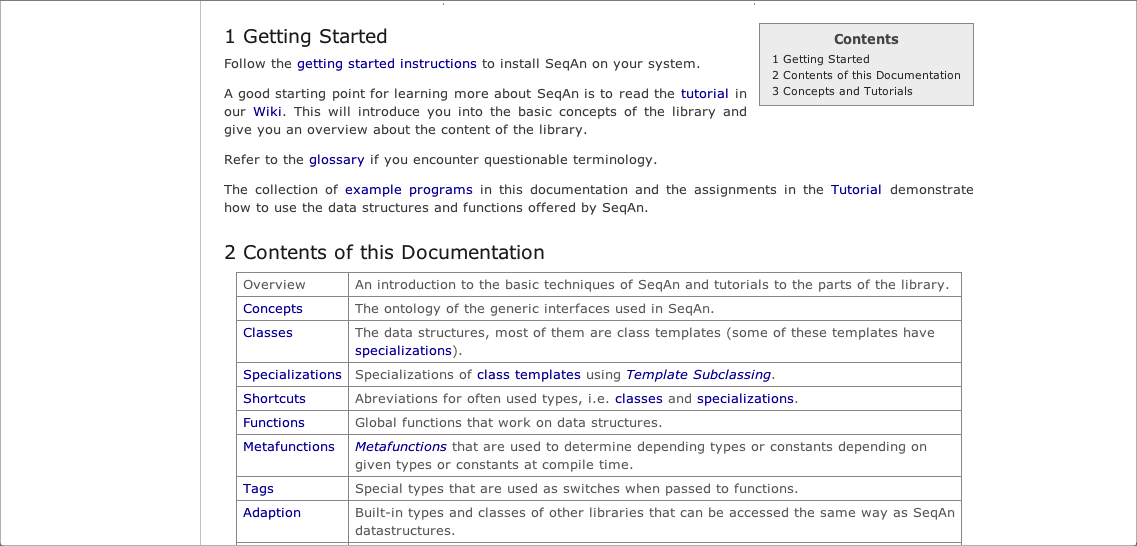 1 Getting Started
Contents
1 Getting Started
2 Contents of this Documentation
3 Concepts and Tutorials
Follow the getting started instructions to install SeqAn on your system.
A good starting point for learning more about SeqAn is to read the tutorial in
our Wiki. This will introduce you into the basic concepts of the library and
give you an overview about the content of the library.
Refer to the glossary if you encounter questionable terminology.
The collection of example programs in this documentation and the assignments in the Tutorial demonstrate
how to use the data structures and functions offered by SeqAn.
2 Contents of this Documentation
Overview An introduction to the basic techniques of SeqAn and tutorials to the parts of the library.
Concepts The ontology of the generic interfaces used in SeqAn.
Classes The data structures, most of them are class templates (some of these templates have
specializations).
Specializations Specializations of class templates using Template Subclassing.
Shortcuts Abreviations for often used types, i.e. classes and specializations.
Functions Global functions that work on data structures.
Metafunctions Metafunctions that are used to determine depending types or constants depending on
given types or constants at compile time.
Tags Special types that are used as switches when passed to functions.
Adaption Built-in types and classes of other libraries that can be accessed the same way as SeqAn
datastructures.